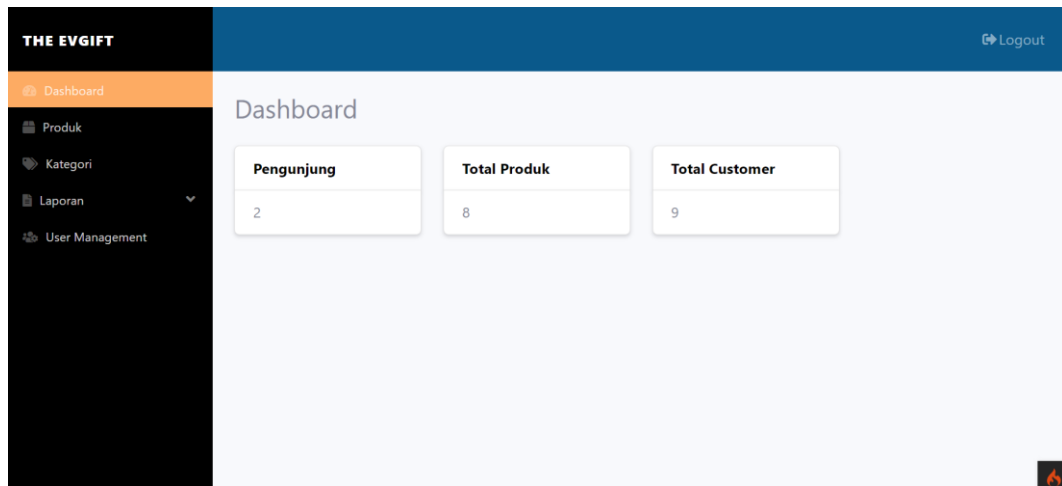 THE EVGIFT
Logout
Dashboard
Produk
Kategori
Laporan
User Management
Dashboard
Pengunjung
2
Total Produk
8
Total Customer
9